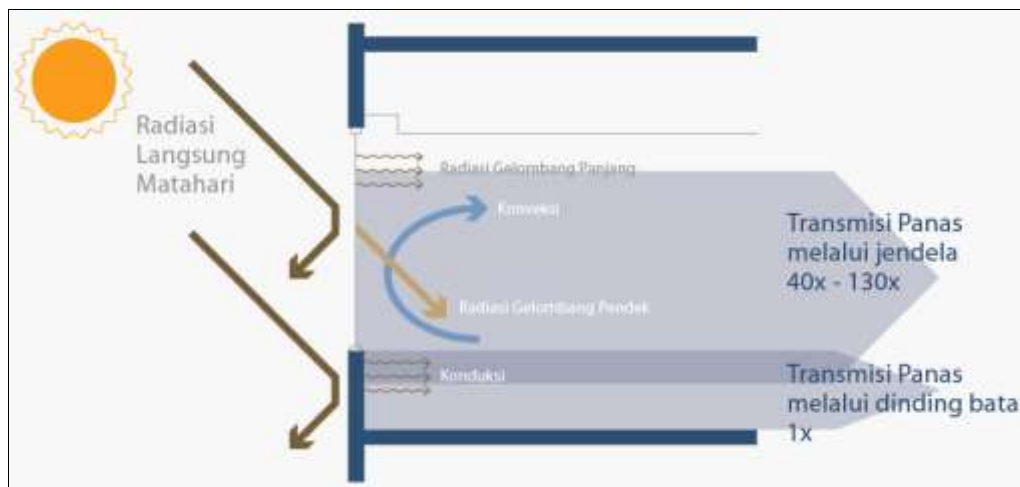 Radiasi
Langsung
Matahari
Radiasi Gelombang Panjang
Konveksi
Radiasi Gelombang Pendek
Konduksi
Transmisi Panas
melalui jendela
40x - 130x
Transmisi Panas
melalui dinding bata
1x